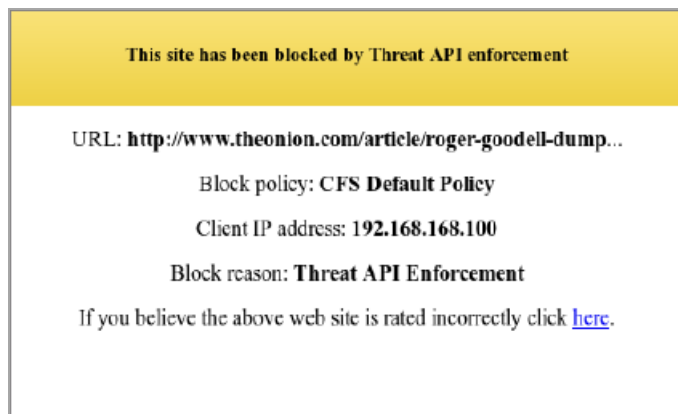 This site has been blocked by Threat API enforcement
URL: http://www.theonion.com/article/roger-goodell-dump...
Block policy: CFS Default Policy
Client IP address: 192.168.168.100
Block reason: Threat API Enforcement
If you believe the above web site is rated incorrectly click here.